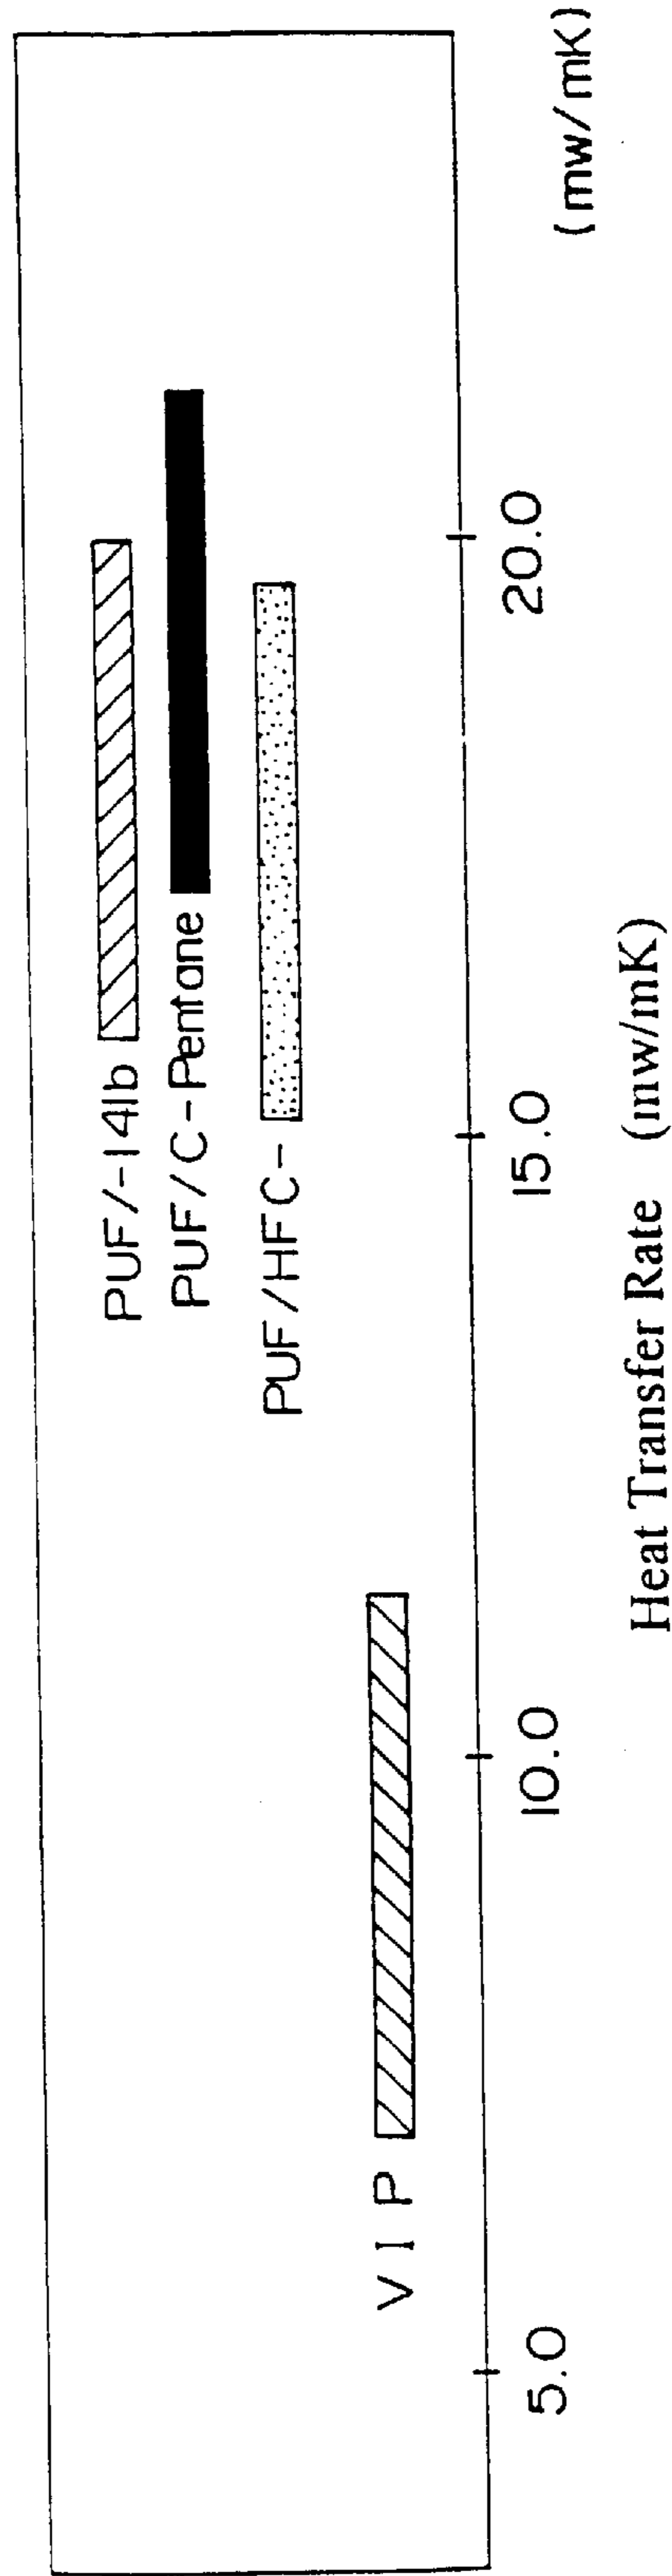 PUF/-141b
PUF/C-Pentane
PUF/HFC-
VIP
5.0
10.0
15.0
20.0
(mw/mK)
Heat Transfer Rate (mw/mK)